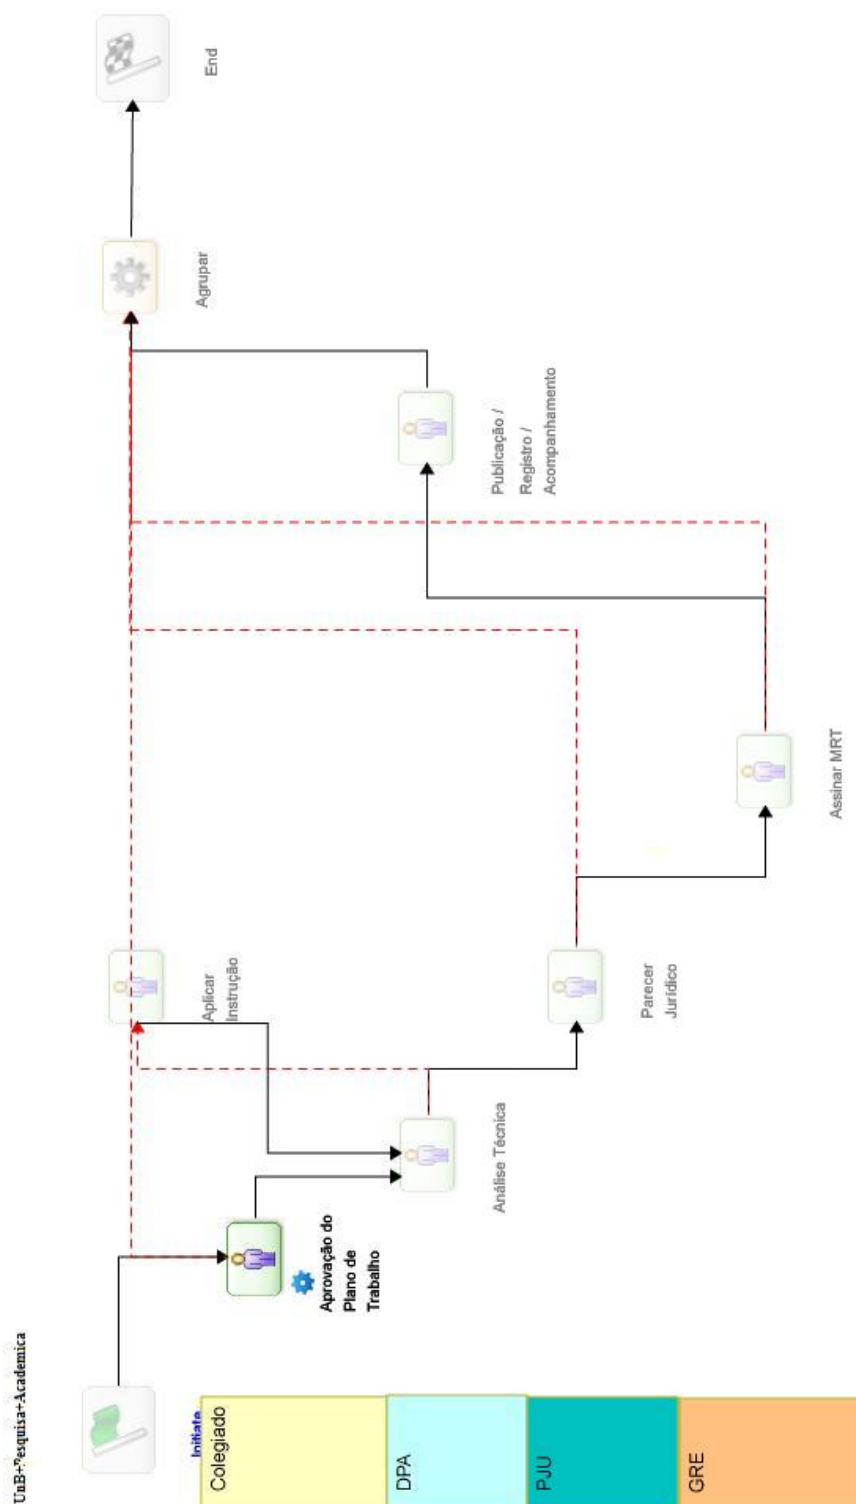 UnB+Pesquisa+Academica
Initiate
Colegiado
DPA
PJU
GRE
Aprovação do
Plano de
Trabalho
Análise Técnica
Aplicar
Instrução
Parecer
Jurídico
Assinar MRT
Publicação /
Registro /
Acompanhamento
Agrupar
End